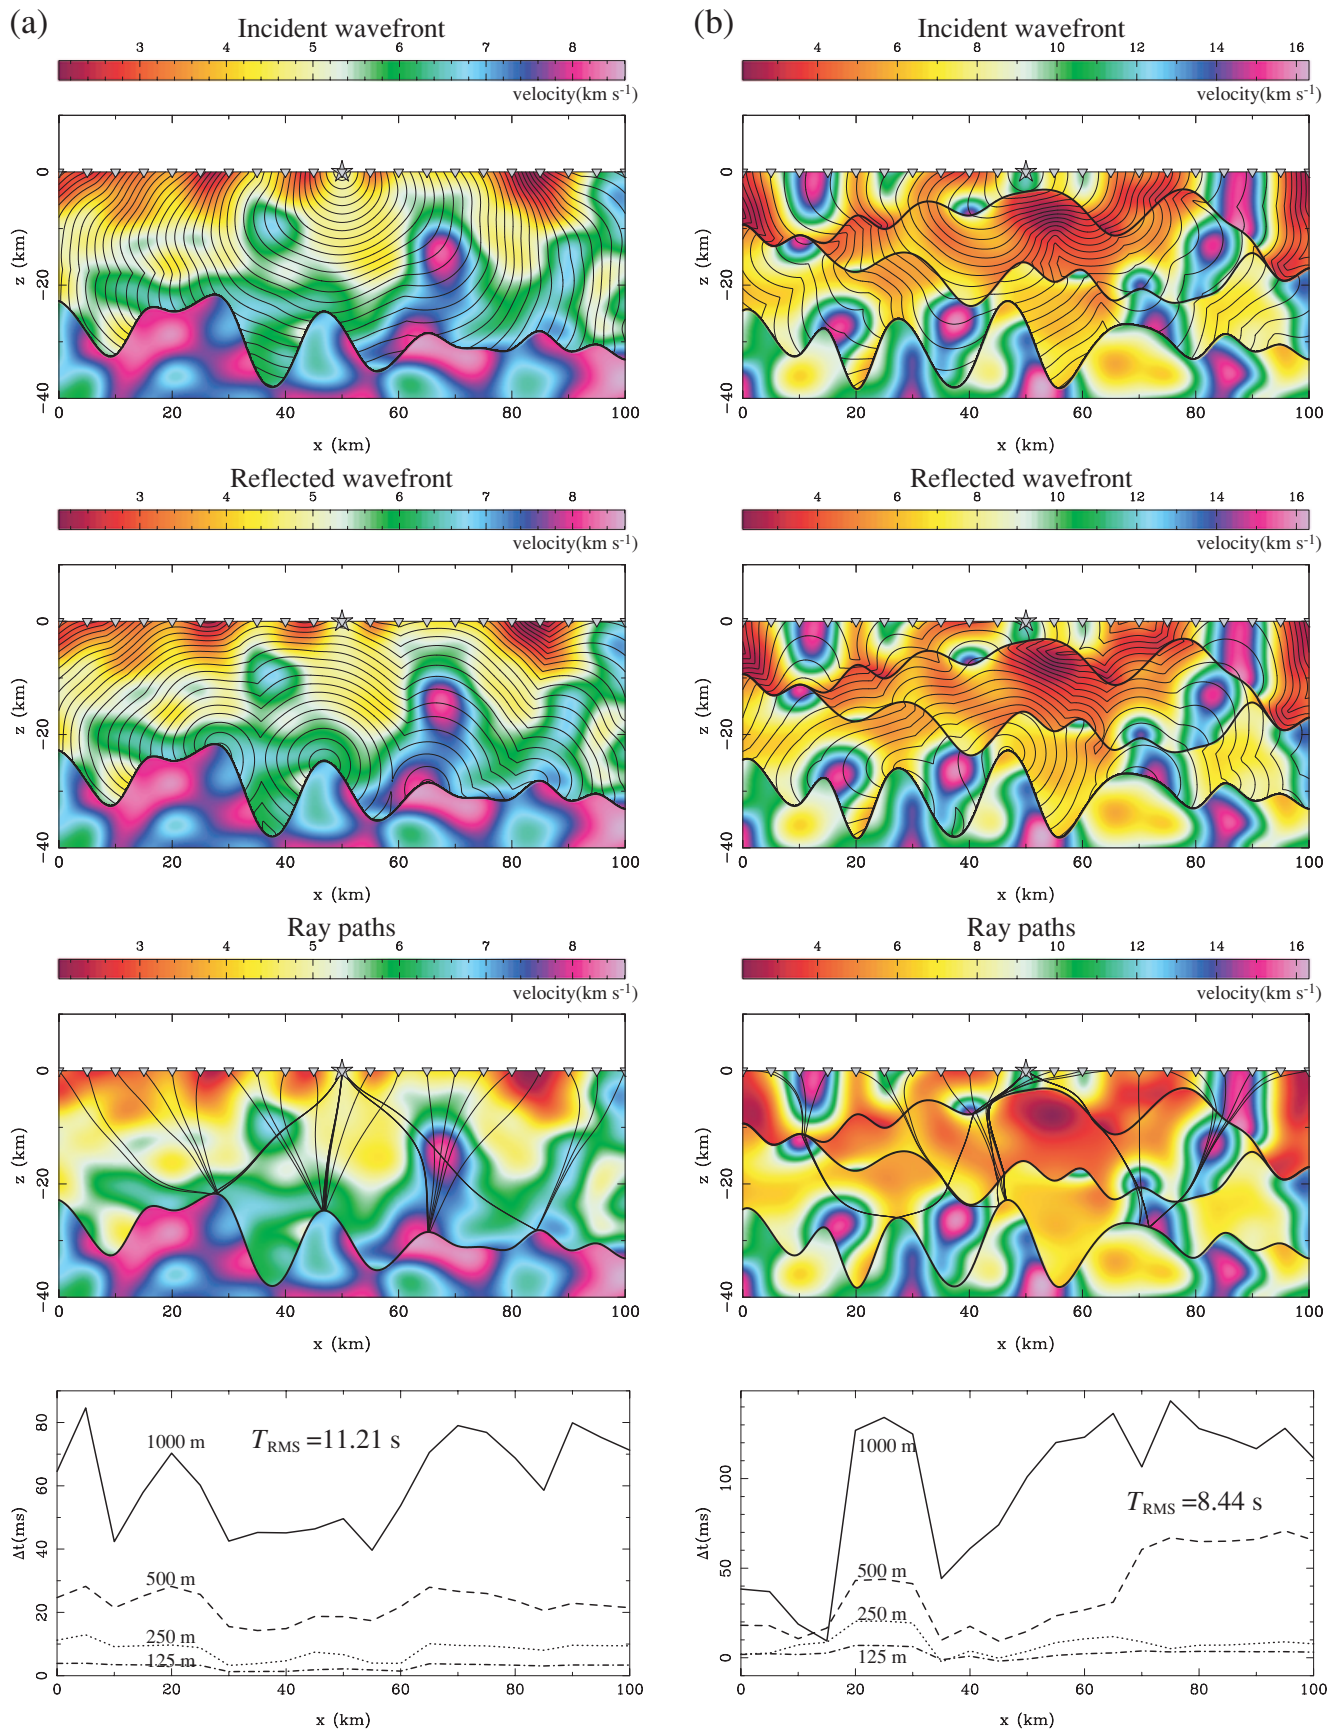 (a)
Incident wavefront
3 4 5 6 7 8
velocity(km s-1)
0
−20
−40
z (km)
0 20 40 60 80 100
x (km)
Reflected wavefront
3 4 5 6 7 8
velocity(km s-1)
0
−20
−40
z (km)
0 20 40 60 80 100
x (km)
Ray paths
3 4 5 6 7 8
velocity(km s-1)
0
−20
−40
z (km)
0 20 40 60 80 100
x (km)
80
60
40
20
0
Δt(ms)
1000 m
TRMS =11.21 s
500 m
250 m
125 m
0 20 40 60 80 100
x (km)
(b)
Incident wavefront
4 6 8 10 12 14 16
velocity(km s-1)
0
−20
−40
z (km)
0 20 40 60 80 100
x (km)
Reflected wavefront
4 6 8 10 12 14 16
velocity(km s-1)
0
−20
−40
z (km)
0 20 40 60 80 100
x (km)
Ray paths
4 6 8 10 12 14 16
velocity(km s-1)
0
−20
−40
z (km)
0 20 40 60 80 100
x (km)
100
50
0
Δt(ms)
1000 m
TRMS =8.44 s
500 m
250 m
125 m
0 20 40 60 80 100
x (km)